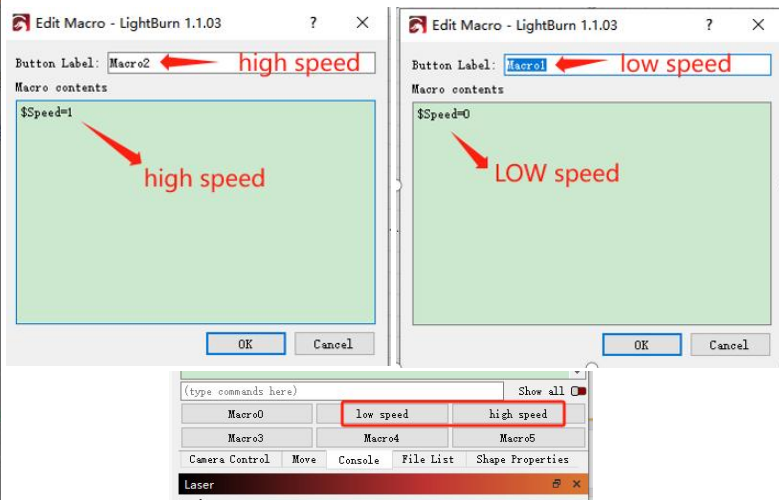 Edit Macro - LightBurn 1.1.03 ? ×
Button Label: Macro2 high speed
Macro contents
$Speed=1
high speed
OK Cancel
Edit Macro - LightBurn 1.1.03 ? ×
Button Label: Macro1 low speed
Macro contents
$Speed=0
LOW speed
OK Cancel
(type commands here) Show all
Macro0 low speed high speed
Macro3 Macro4 Macro5
Camera Control Move Console File List Shape Properties
Laser